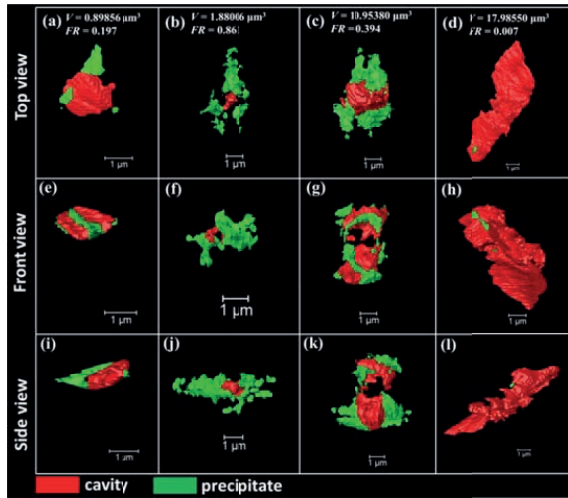 (a) V = 0.89856 μm³
FR = 0.197
(b) V = 1.88006 μm³
FR = 0.86
(c) V = 10.95380 μm³
FR = 0.394
(d) V = 17.98550 μm³
FR = 0.007
Top view
1 μm
1 μm
1 μm
1 μm
(e)
(f)
(g)
(h)
Front view
1 μm
1 μm
1 μm
1 μm
(i)
(j)
(k)
(l)
Side view
1 μm
1 μm
1 μm
1 μm
cavity
precipitate